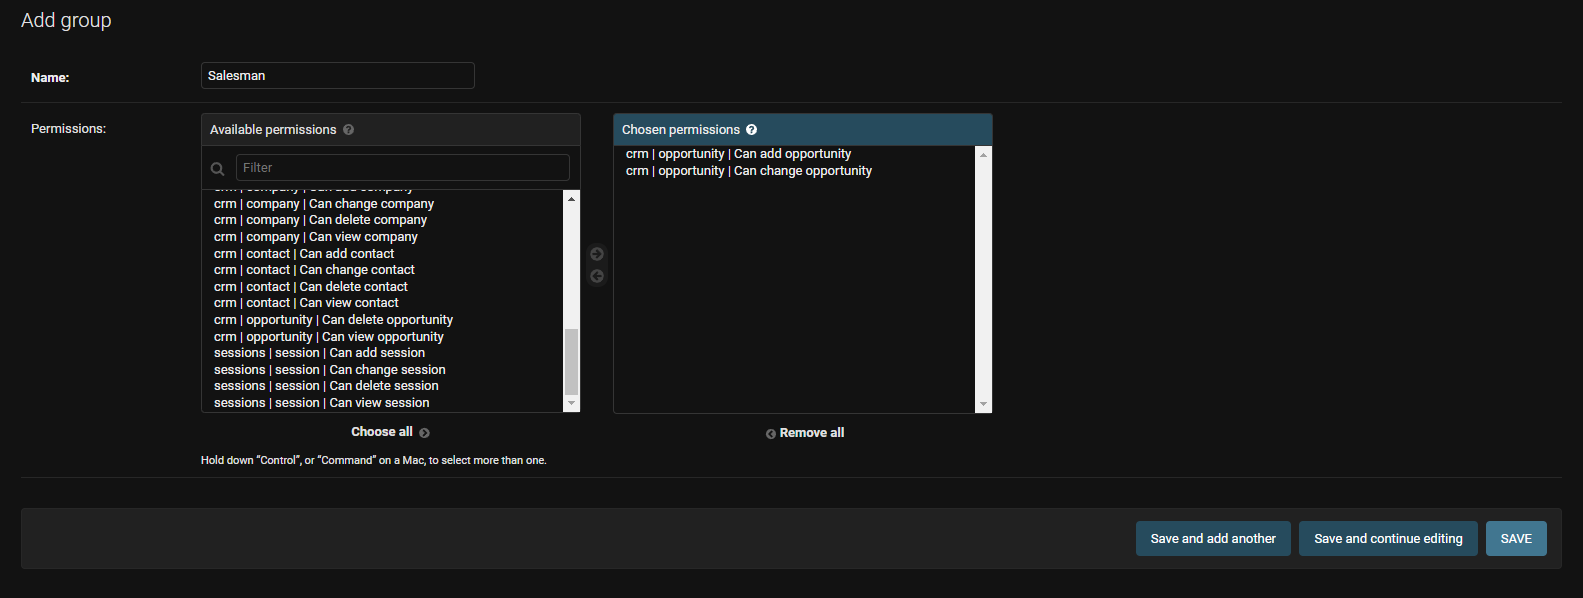 Add group
Name:
Salesman
Permissions:
Available permissions ?
Filter
crm | company | Can add company
crm | company | Can change company
crm | company | Can delete company
crm | company | Can view company
crm | contact | Can add contact
crm | contact | Can change contact
crm | contact | Can delete contact
crm | contact | Can view contact
crm | opportunity | Can delete opportunity
crm | opportunity | Can view opportunity
sessions | session | Can add session
sessions | session | Can change session
sessions | session | Can delete session
sessions | session | Can view session
Choose all
Hold down “Control”, or “Command” on a Mac, to select more than one.
Chosen permissions ?
crm | opportunity | Can add opportunity
crm | opportunity | Can change opportunity
Remove all
Save and add another
Save and continue editing
SAVE